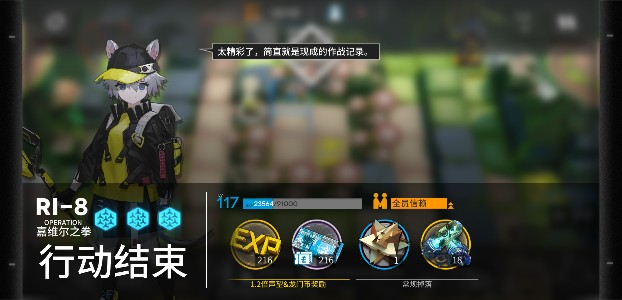 太精彩了，简直就是现成的作战记录。
RI-8
OPERATION
嘉维尔之拳
行动结束
117
23564/91000
全员信赖
EXP
216
216
1
18
1.2倍声望&龙门币奖励
常规掉落